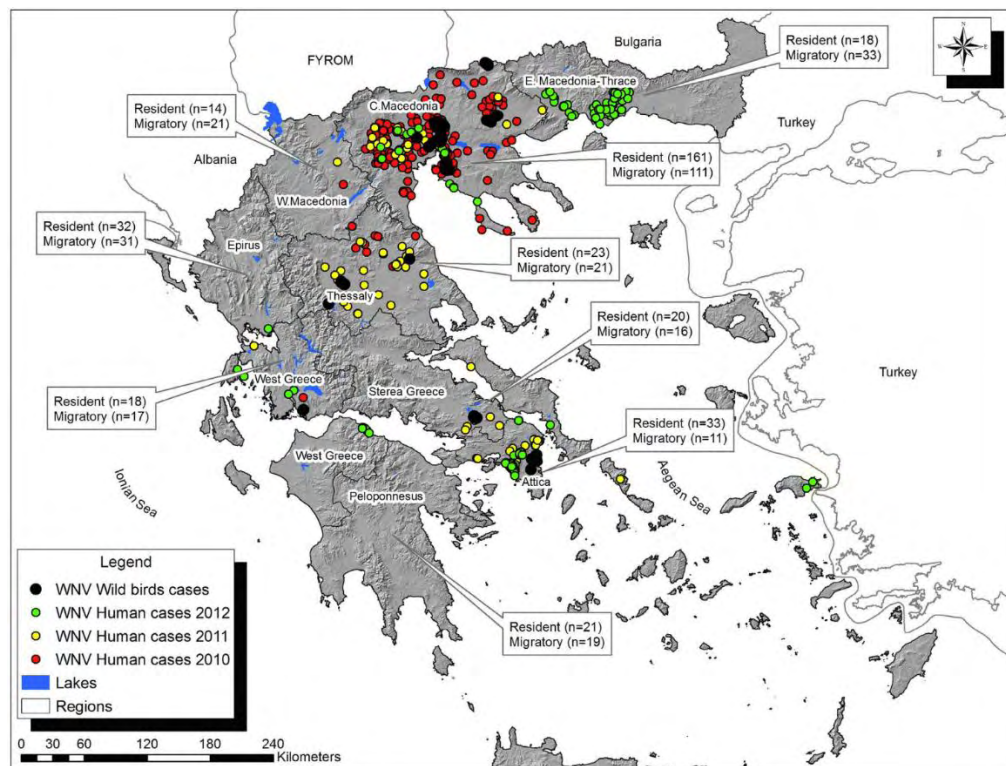 Bulgaria
FYROM
Resident (n=18)
Migratory (n=33)
E. Macedonia-Thrace
C.Macedonia
Resident (n=14)
Migratory (n=21)
Turkey
Albania
Resident (n=161)
Migratory (n=111)
W.Macedonia
Resident (n=32)
Migratory (n=31)
Epirus
Resident (n=23)
Migratory (n=21)
Thessaly
Resident (n=20)
Migratory (n=16)
Turkey
West Greece
Sterea Greece
Resident (n=18)
Migratory (n=17)
Resident (n=33)
Migratory (n=11)
West Greece
Attica
Ionian Sea
Aegean Sea
Peloponnesus
Resident (n=21)
Migratory (n=19)
Legend
WNV Wild birds cases
WNV Human cases 2012
WNV Human cases 2011
WNV Human cases 2010
Lakes
Regions
0 30 60 120 180 240
Kilometers
N
W
E
S